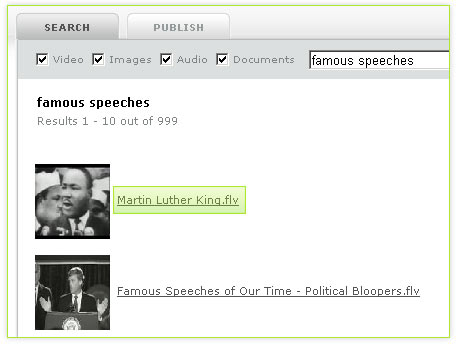 SEARCH PUBLISH
Video Images Audio Documents famous speeches
famous speeches
Results 1 - 10 out of 999
Martin Luther King.flv
Famous Speeches of Our Time - Political Bloopers.flv